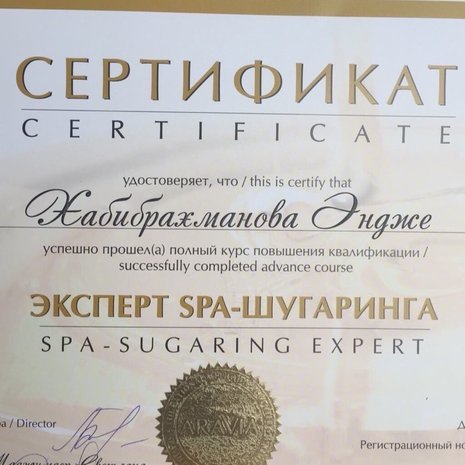 СЕРТИФИКАТ
CERTIFICATE
удостоверяет, что / this is certify that
Хабибрахманова Эндже
успешно прошел(а) полный курс повышения квалификации /
successfully completed advance course
ЭКСПЕРТ SPA-ШУГАРИНГА
SPA-SUGARING EXPERT
ра / Director
ARAVIA
Д
Регистрационный но